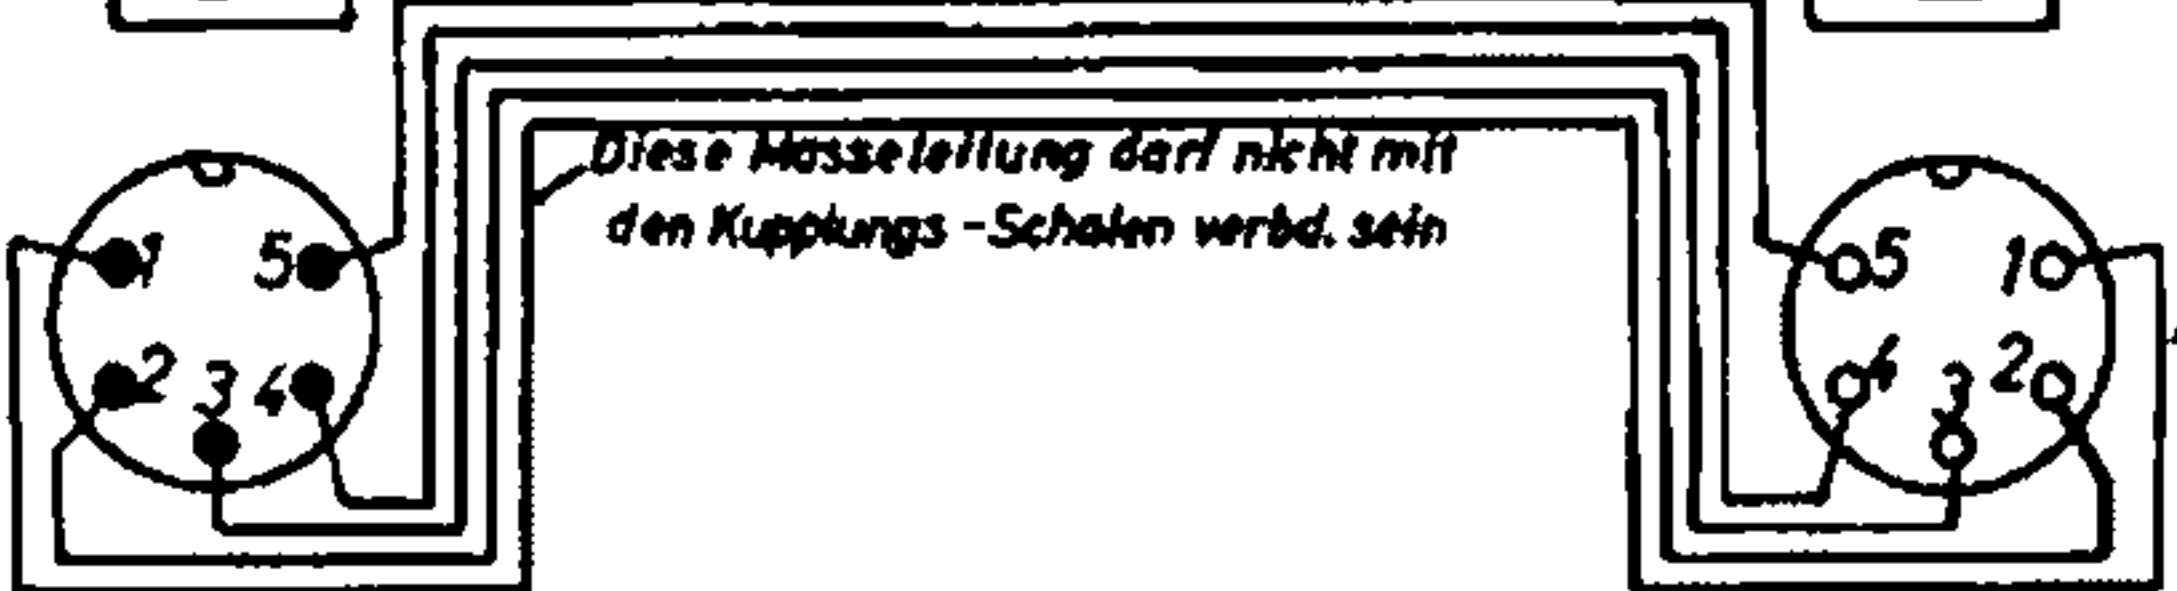 Diese Masseleitung darf nicht mit
den Kupplungs-Schalen verbd. sein
1 5 5 1
2 3 4 4 3 2